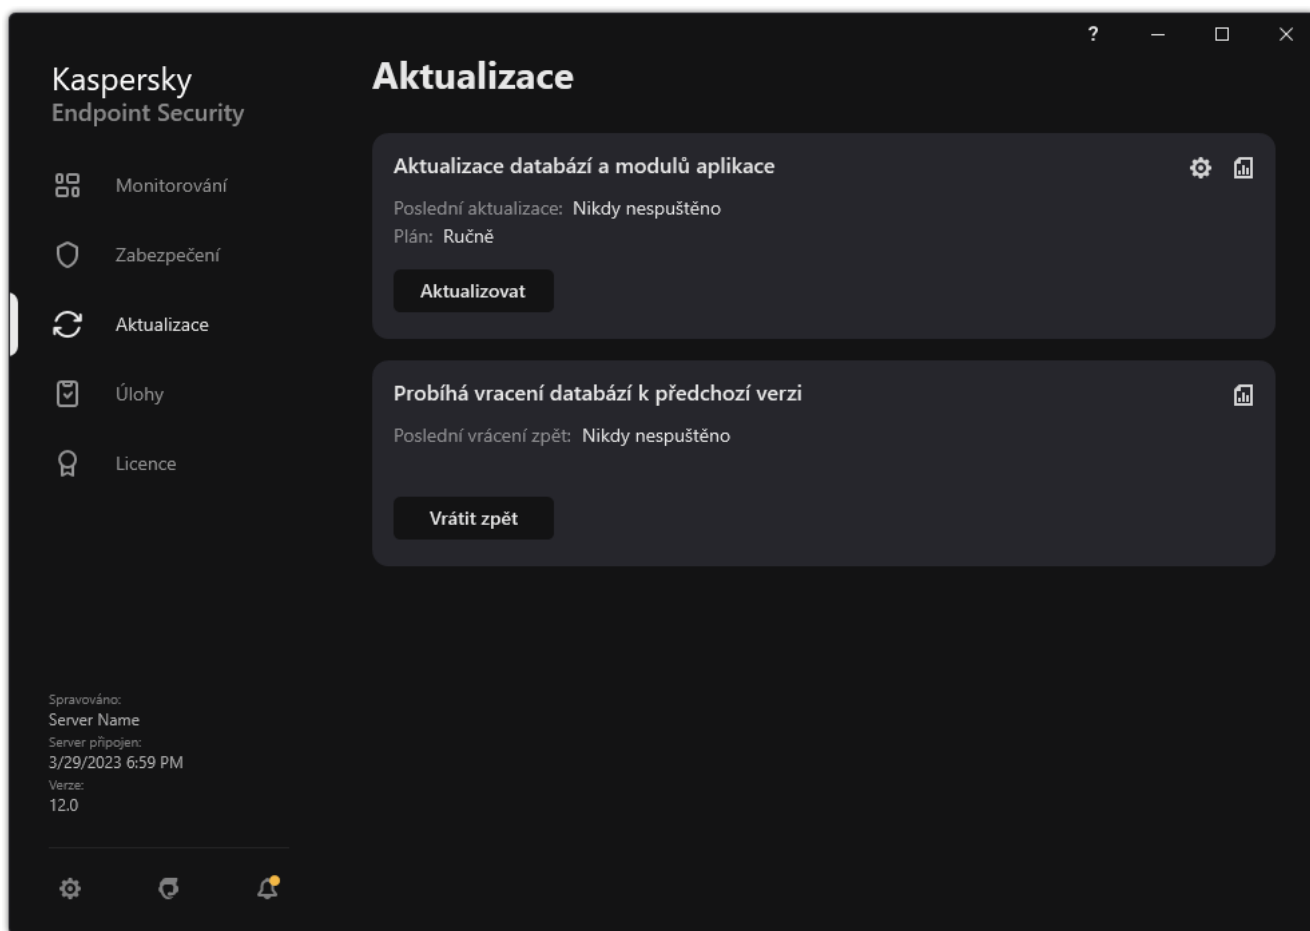 ?
Kaspersky
Endpoint Security
Monitorování
Zabezpečení
Aktualizace
Úlohy
Licence
Spravováno:
Server Name
Server připojen:
3/29/2023 6:59 PM
Verze:
12.0
Aktualizace
Aktualizace databází a modulů aplikace
Poslední aktualizace: Nikdy nespuštěno
Plán: Ručně
Aktualizovat
Probíhá vracení databází k předchozí verzi
Poslední vrácení zpět: Nikdy nespuštěno
Vrátit zpět